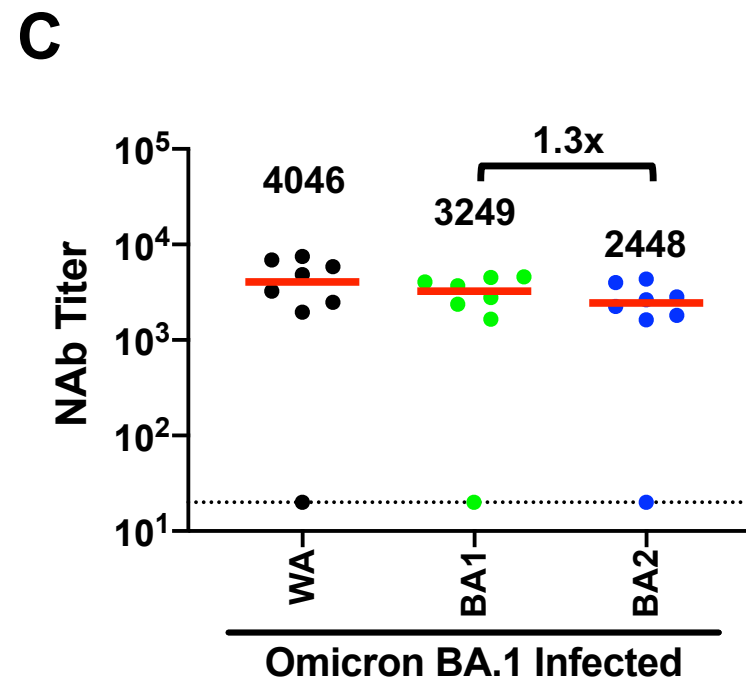 C
1.3x
4046
3249
2448
NAb Titer
10⁵
10⁴
10³
10²
10¹
WA
BA1
BA2
Omicron BA.1 Infected